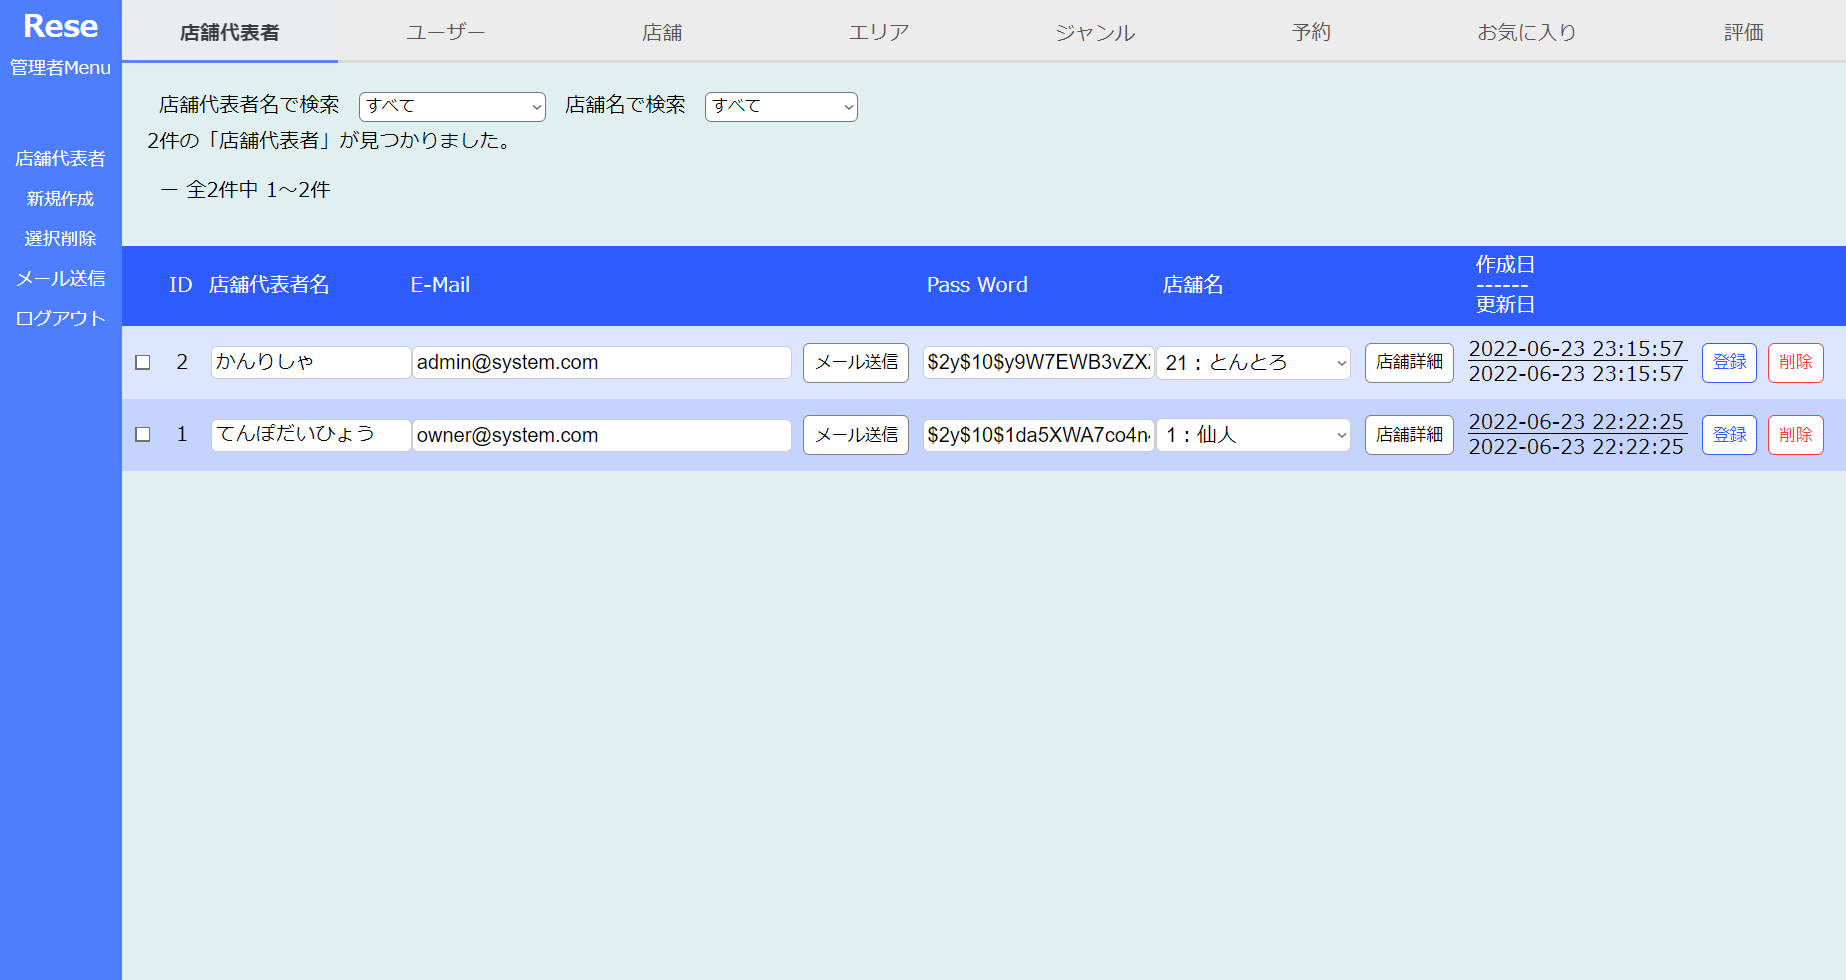 Rese
管理者Menu
店舗代表者
新規作成
選択削除
メール送信
ログアウト
店舗代表者 ユーザー 店舗 エリア ジャンル 予約 お気に入り 評価
店舗代表者名で検索 すべて 店舗名で検索 すべて
2件の「店舗代表者」が見つかりました。
ー 全2件中 1～2件
ID 店舗代表者名 E-Mail Pass Word 店舗名 作成日
------
更新日
2 かんりしゃ admin@system.com メール送信 $2y$10$y9W7EWB3vZX 21：とんとろ 店舗詳細 2022-06-23 23:15:57 登録 削除
2022-06-23 23:15:57
1 てんぽだいひょう owner@system.com メール送信 $2y$10$1da5XWA7co4n 1：仙人 店舗詳細 2022-06-23 22:22:25 登録 削除
2022-06-23 22:22:25